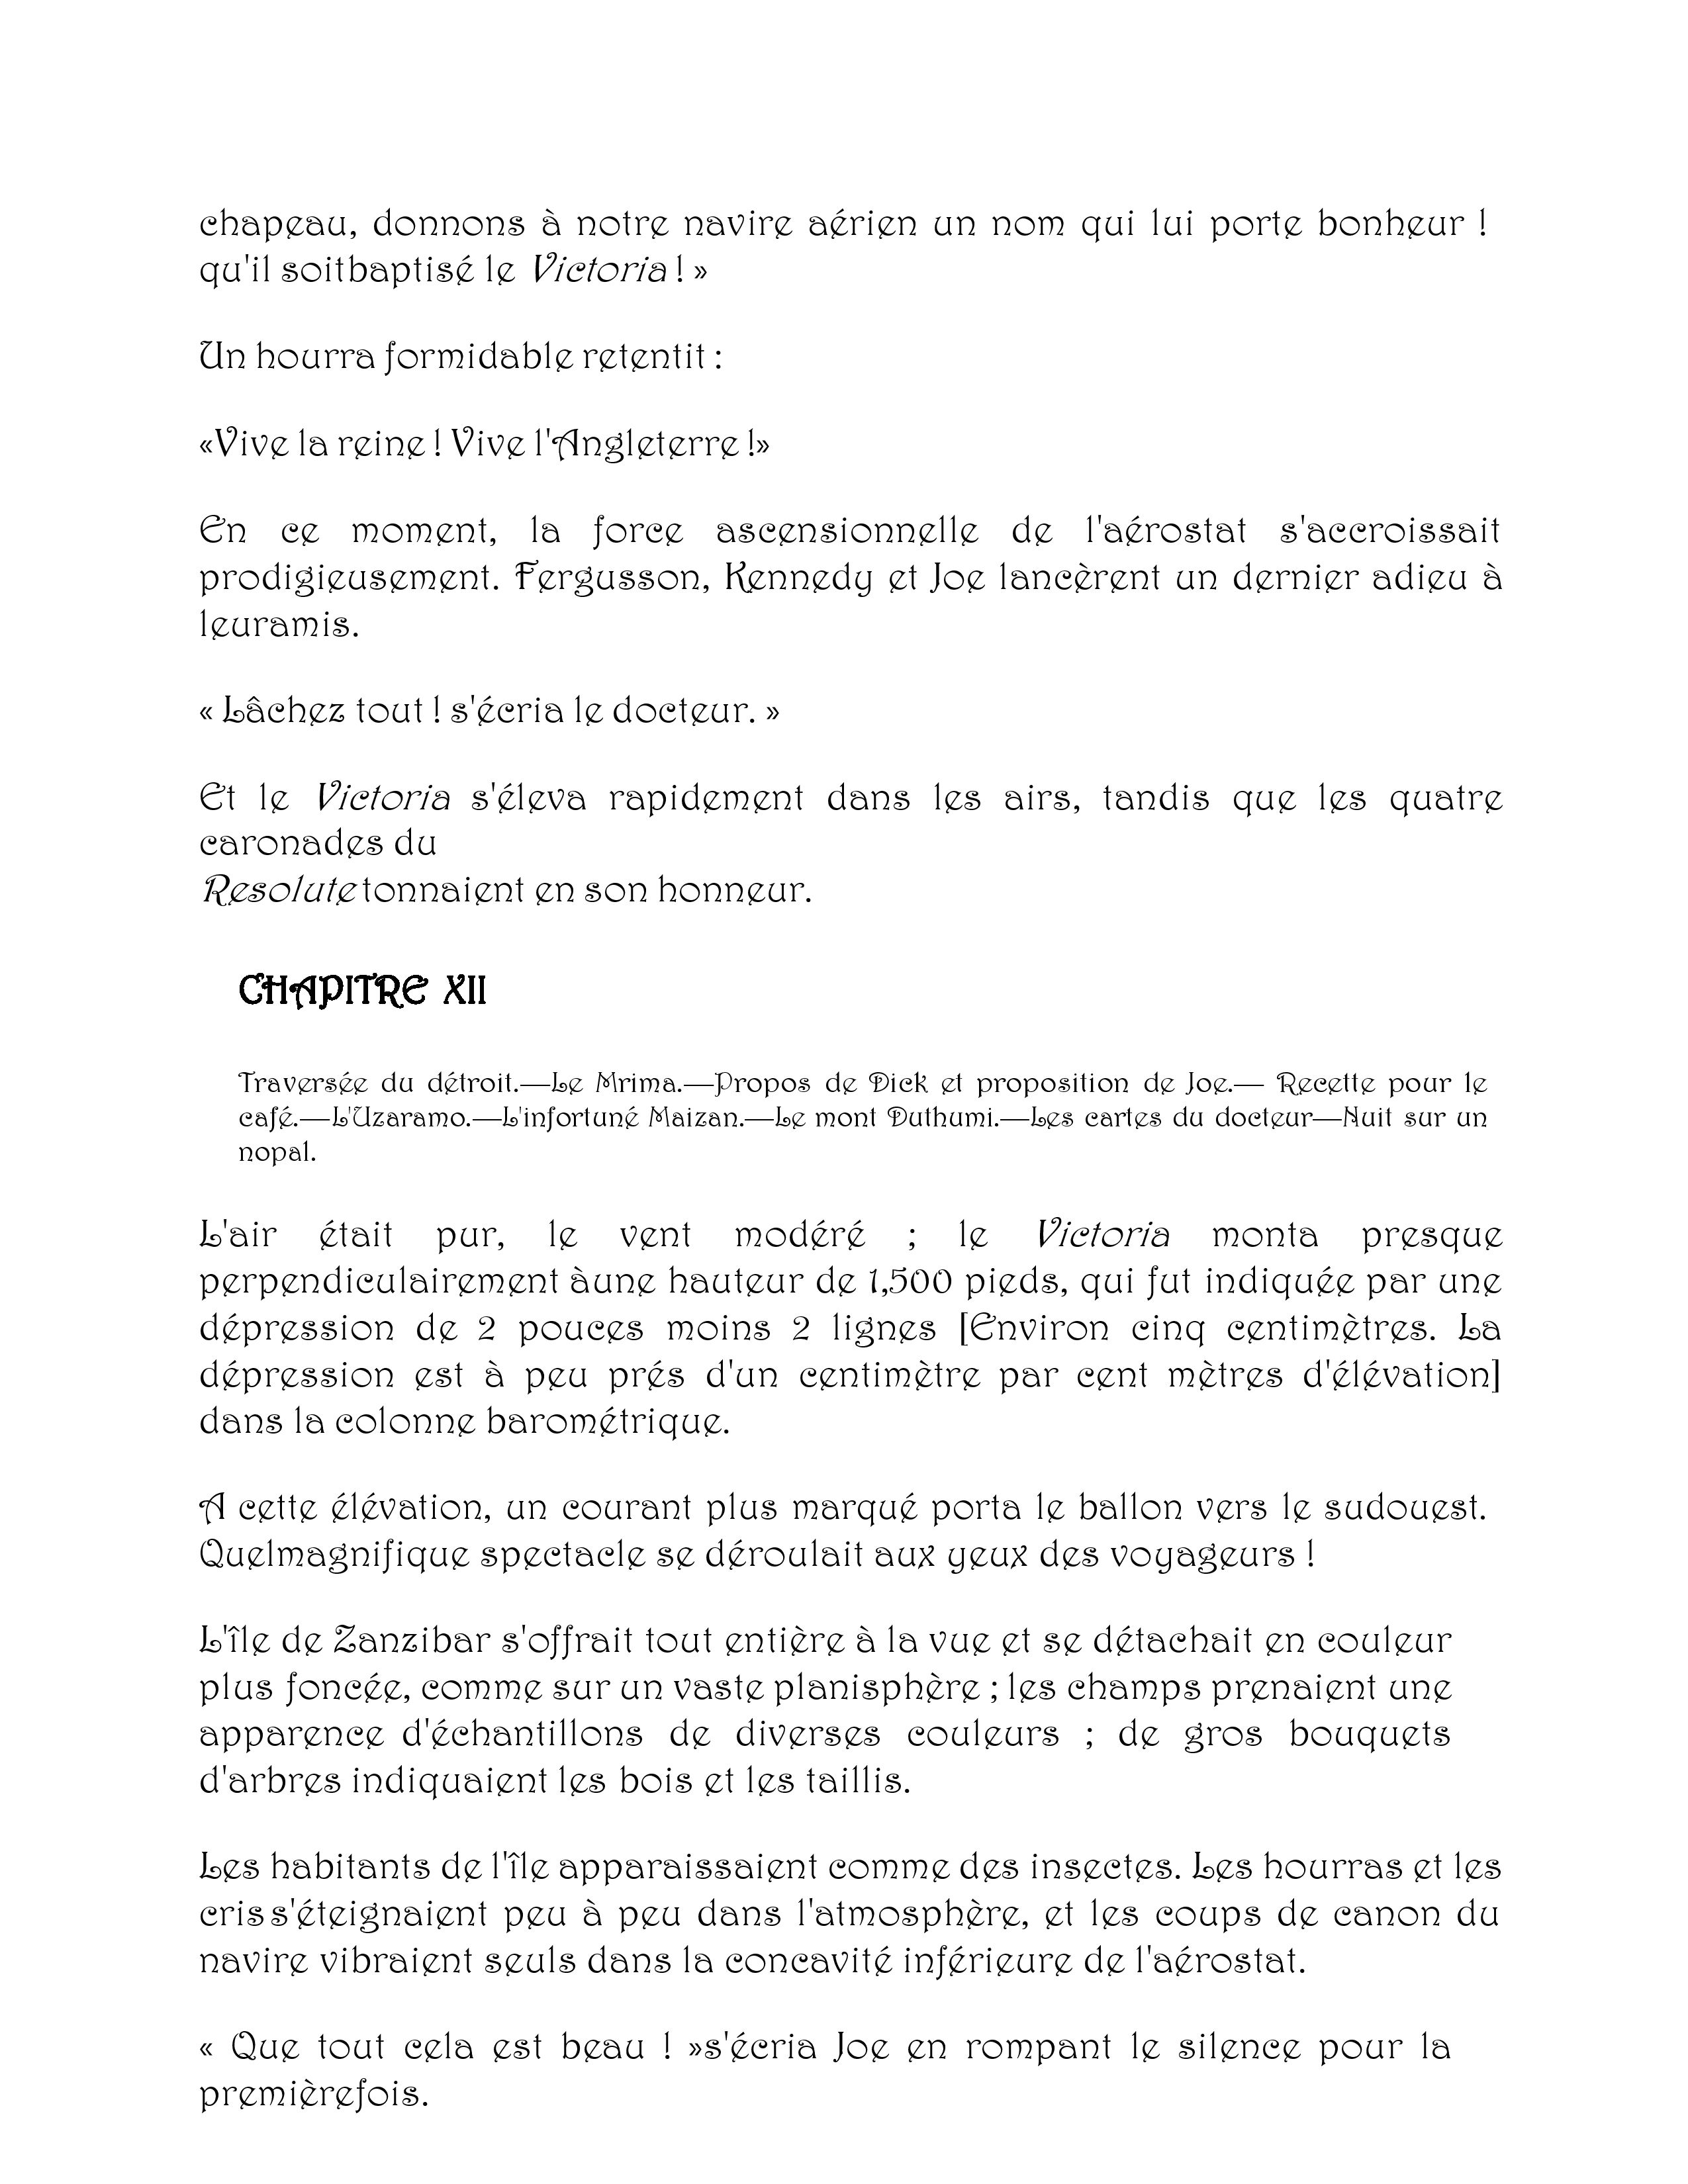 chapeau, donnons à notre navire aérien un nom qui lui porte bonheur !
qu'il soitbaptisé le Victoria ! »
Un hourra formidable retentit :
«Vive la reine ! Vive l'Angleterre !»
En ce moment, la force ascensionnelle de l'aérostat s'accroissait
prodigieusement. Fergusson, Kennedy et Joe lancèrent un dernier adieu à
leuramis.
« Lâchez tout ! s'écria le docteur. »
Et le Victoria s'éleva rapidement dans les airs, tandis que les quatre
caronades du
Resolute tonnaient en son honneur.
CHAPITRE XII
Traversée du détroit.—Le Mrima.—Propos de Dick et proposition de Joe.— Recette pour le
café.—L'Uzaramo.—L'infortuné Maizan.—Le mont Duthumi.—Les cartes du docteur—Nuit sur un
nopal.
L'air était pur, le vent modéré ; le Victoria monta presque
perpendiculairement àune hauteur de 1,500 pieds, qui fut indiquée par une
dépression de 2 pouces moins 2 lignes [Environ cinq centimètres. La
dépression est à peu prés d'un centimètre par cent mètres d'élévation]
dans la colonne barométrique.
A cette élévation, un courant plus marqué porta le ballon vers le sudouest.
Quelmagnifique spectacle se déroulait aux yeux des voyageurs !
L'île de Zanzibar s'offrait tout entière à la vue et se détachait en couleur
plus foncée, comme sur un vaste planisphère ; les champs prenaient une
apparence d'échantillons de diverses couleurs ; de gros bouquets
d'arbres indiquaient les bois et les taillis.
Les habitants de l'île apparaissaient comme des insectes. Les hourras et les
cris s'éteignaient peu à peu dans l'atmosphère, et les coups de canon du
navire vibraient seuls dans la concavité inférieure de l'aérostat.
« Que tout cela est beau ! »s'écria Joe en rompant le silence pour la
premièrefois.